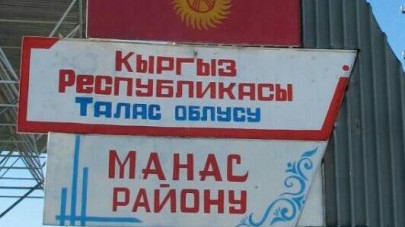 Кыргыз
Республикасы
Талас облусу
Манас
району